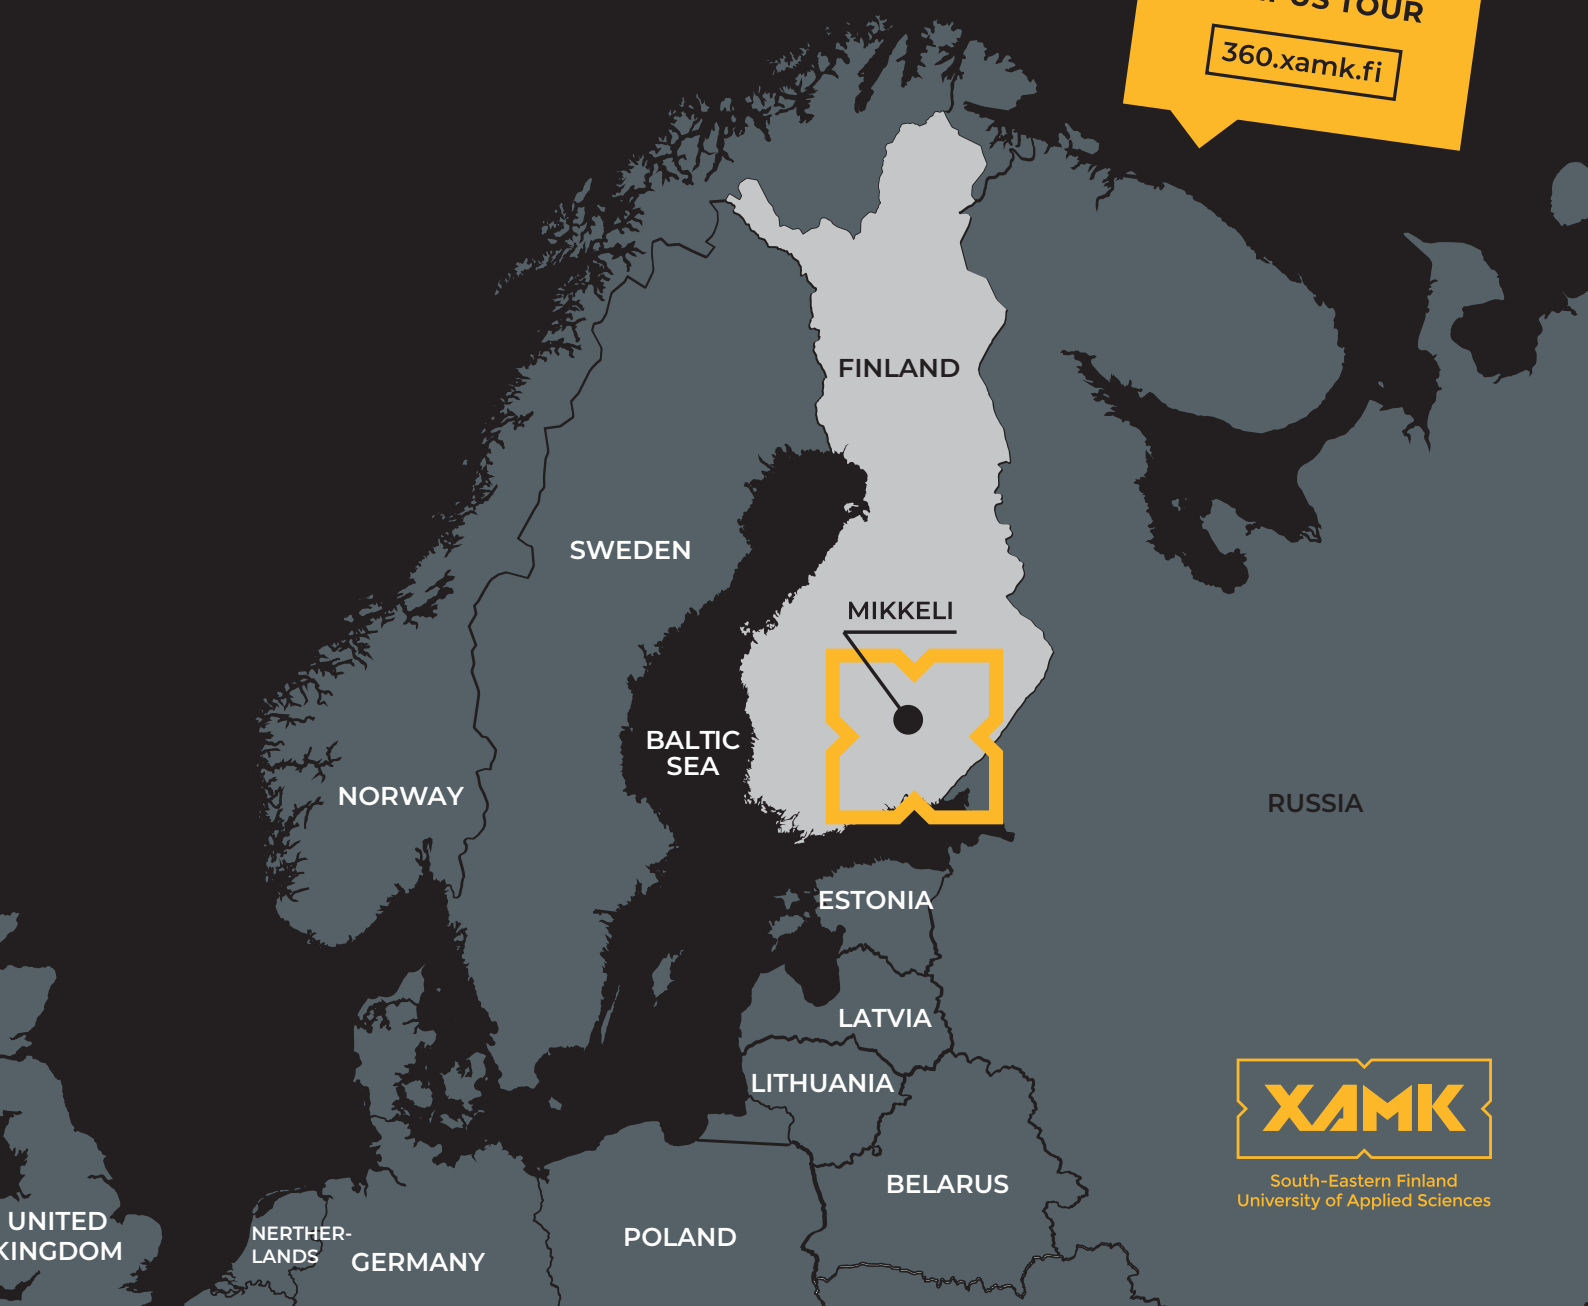 TOUR
360.xamk.fi
FINLAND
SWEDEN
MIKKELI
BALTIC
SEA
NORWAY
RUSSIA
ESTONIA
LATVIA
LITHUANIA
BELARUS
XAMK
South-Eastern Finland
University of Applied Sciences
UNITED
KINGDOM
NERTHER-
LANDS
GERMANY
POLAND